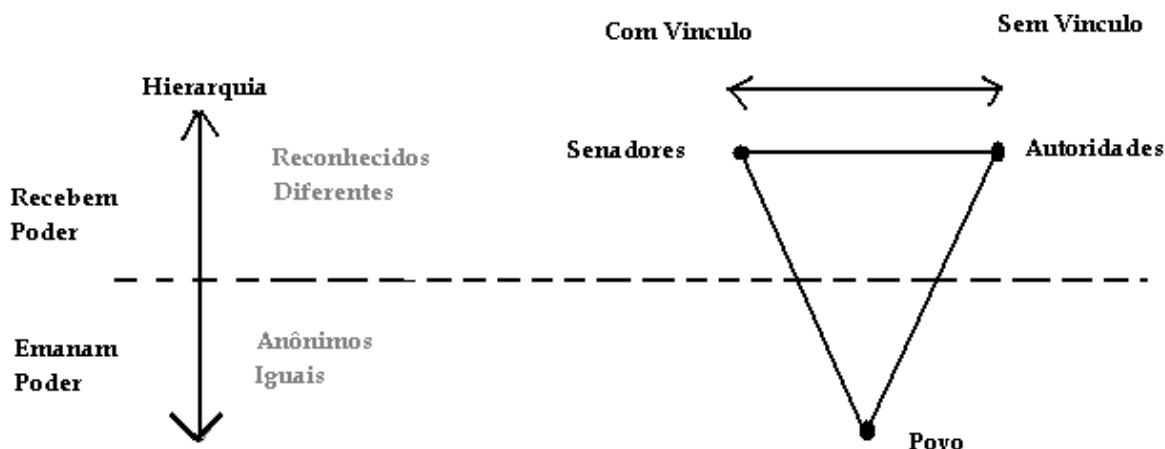 Com Vinculo
Sem Vinculo
Hierarquia
Reconhecidos
Diferentes
Senadores
Autoridades
Recebem
Poder
Emanam
Poder
Anônimos
Iguais
Povo